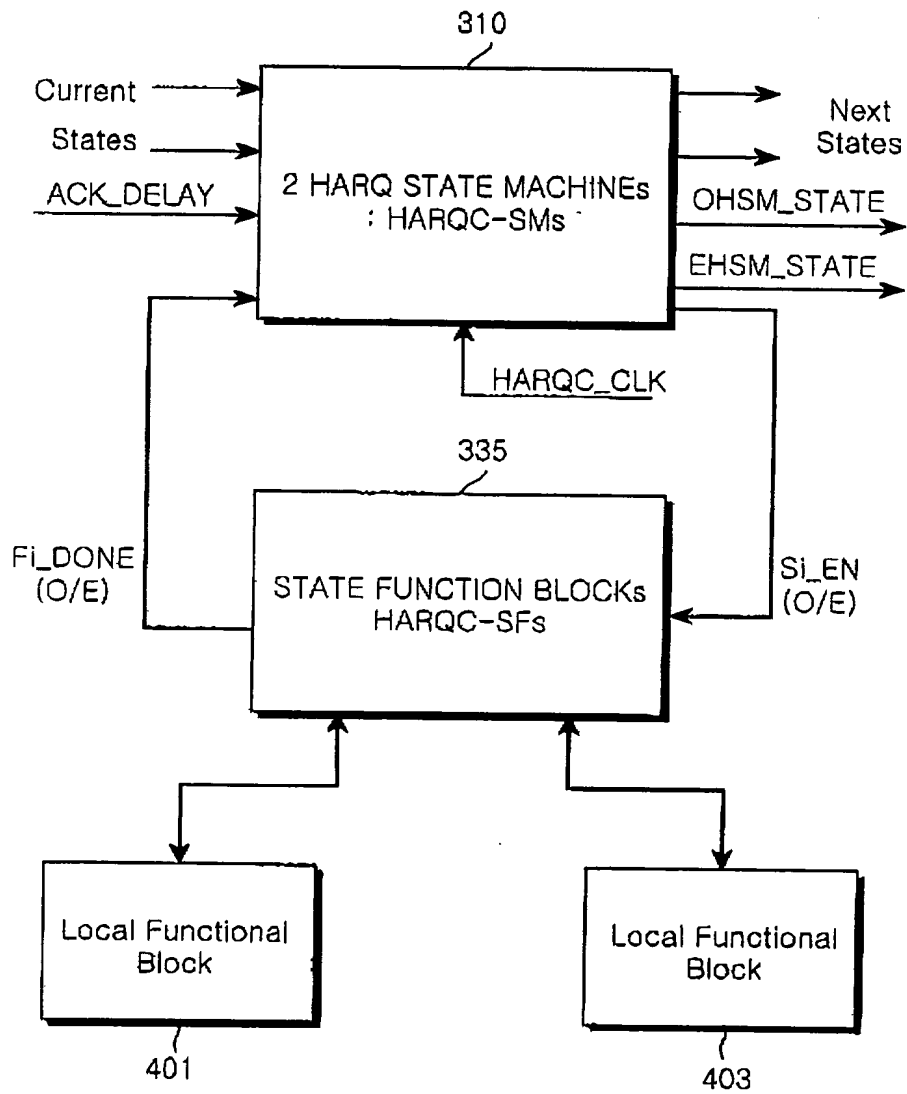 310
Current
States
ACK_DELAY
2 HARQ STATE MACHINEs
: HARQC-SMs
Next
States
OHSM_STATE
EHSM_STATE
HARQC_CLK
335
Fi_DONE
(O/E)
STATE FUNCTION BLOCKs
HARQC-SFs
Si_EN
(O/E)
Local Functional
Block
Local Functional
Block
401
403